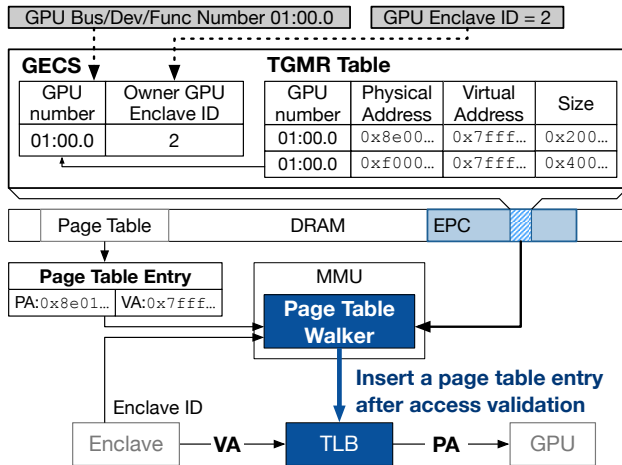 GPU Bus/Dev/Func Number 01:00.0
GPU Enclave ID = 2
GECS
TGMR Table
GPU number
Owner GPU Enclave ID
01:00.0
2
GPU number
Physical Address
Virtual Address
Size
01:00.0
0x8e00…
0x7fff…
0x200…
01:00.0
0xf000…
0x7fff…
0x400…
Page Table
DRAM
EPC
Page Table Entry
PA:0x8e01…
VA:0x7fff…
MMU
Page Table
Walker
Insert a page table entry
after access validation
Enclave ID
Enclave
VA
TLB
PA
GPU